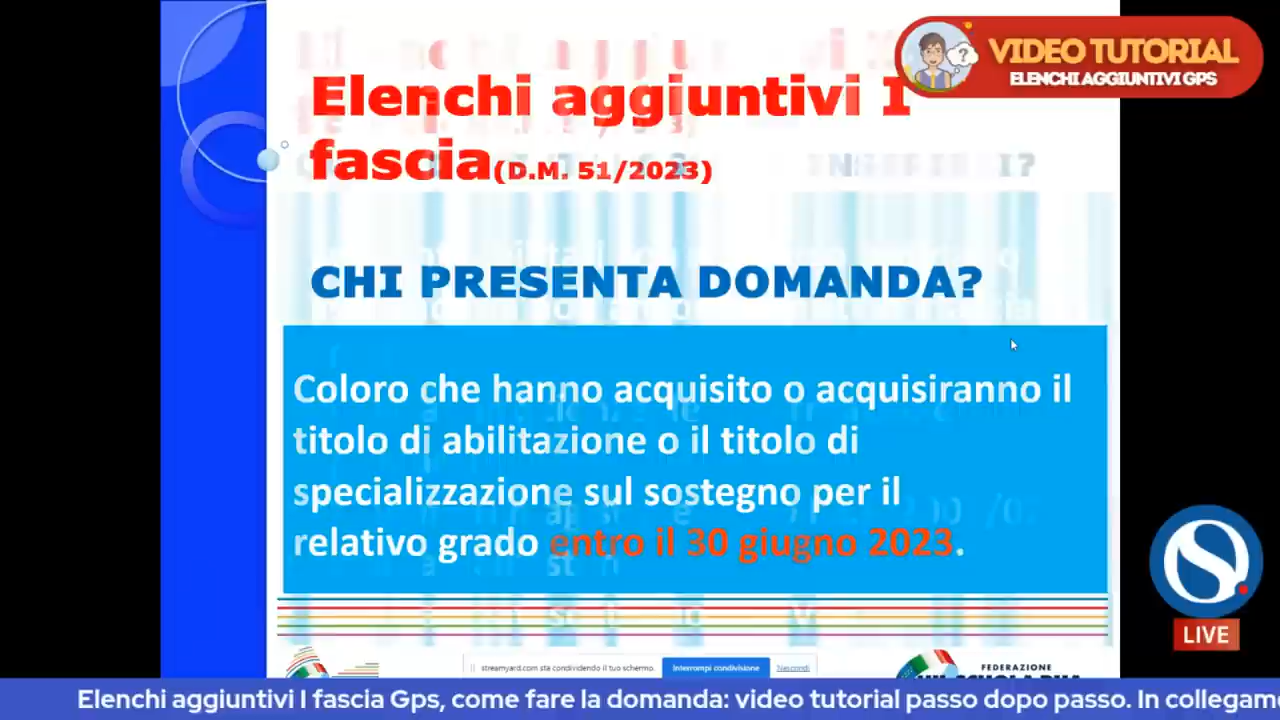 VIDEO TUTORIAL
ELENCHI AGGIUNTIVI GPS
Elenchi aggiuntivi I
fascia(D.M. 51/2023)
CHI PRESENTA DOMANDA?
Coloro che hanno acquisito o acquisiranno il
titolo di abilitazione o il titolo di
specializzazione sul sostegno per il
relativo grado entro il 30 giugno 2023.
LIVE
streamyard.com sta condividendo il tuo schermo.
Interrompi condivisione
Nascondi
FEDERAZIONE
Elenchi aggiuntivi I fascia Gps, come fare la domanda: video tutorial passo dopo passo. In